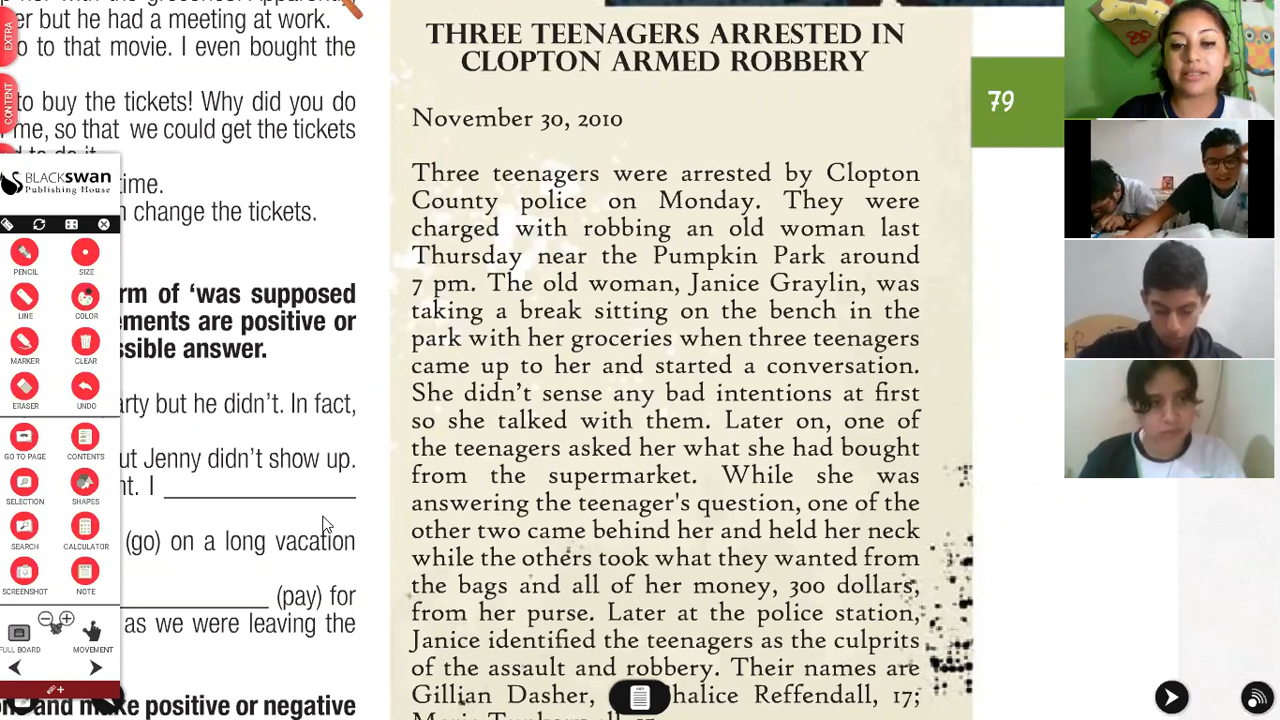 er but he had a meeting at work.
o to that movie. I even bought the
to buy the tickets! Why did you do
me, so that we could get the tickets
time.
change the tickets.
rm of ‘was supposed
ements are positive or
ssible answer.
arty but he didn't. In fact,
ut Jenny didn't show up.
nt. I
(go) on a long vacation
(pay) for
as we were leaving the
and make positive or negative
EXTRA
CONTENT
BLACKSWAN
Publishing House
PENCIL
SIZE
LINE
COLOR
MARKER
CLEAR
ERASER
UNDO
GO TO PAGE
CONTENTS
SELECTION
SHAPES
SEARCH
CALCULATOR
SCREENSHOT
NOTE
FULL BOARD
MOVEMENT
THREE TEENAGERS ARRESTED IN
CLOPTON ARMED ROBBERY
November 30, 2010
Three teenagers were arrested by Clopton
County police on Monday. They were
charged with robbing an old woman last
Thursday near the Pumpkin Park around
7 pm. The old woman, Janice Graylin, was
taking a break sitting on the bench in the
park with her groceries when three teenagers
came up to her and started a conversation.
She didn't sense any bad intentions at first
so she talked with them. Later on, one of
the teenagers asked her what she had bought
from the supermarket. While she was
answering the teenager's question, one of the
other two came behind her and held her neck
while the others took what they wanted from
the bags and all of her money, 300 dollars,
from her purse. Later at the police station,
Janice identified the teenagers as the culprits
of the assault and robbery. Their names are
Gillian Dasher, halice Reffendall, 17;
79